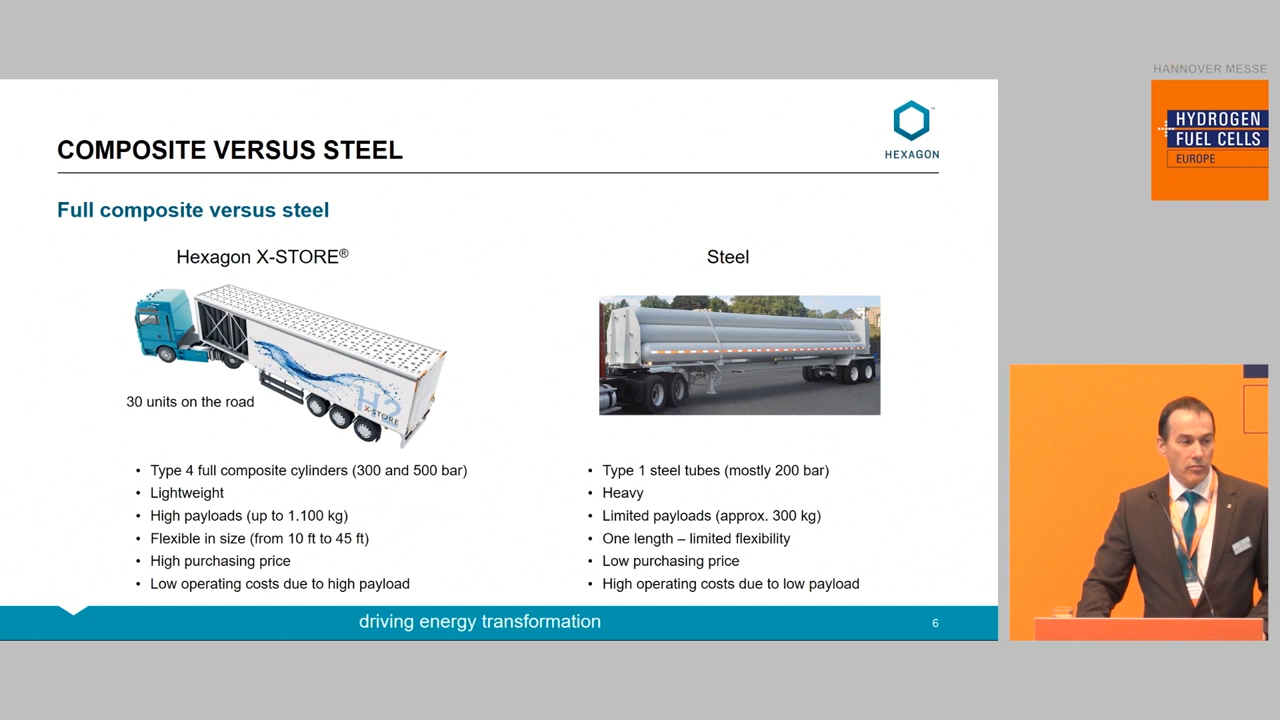 HANNOVER MESSE
HYDROGEN
FUEL CELLS
EUROPE
COMPOSITE VERSUS STEEL
HEXAGON
Full composite versus steel
Hexagon X-STORE®
Steel
H2
X-STORE
30 units on the road
• Type 4 full composite cylinders (300 and 500 bar)
• Lightweight
• High payloads (up to 1.100 kg)
• Flexible in size (from 10 ft to 45 ft)
• High purchasing price
• Low operating costs due to high payload
• Type 1 steel tubes (mostly 200 bar)
• Heavy
• Limited payloads (approx. 300 kg)
• One length – limited flexibility
• Low purchasing price
• High operating costs due to low payload
driving energy transformation
6